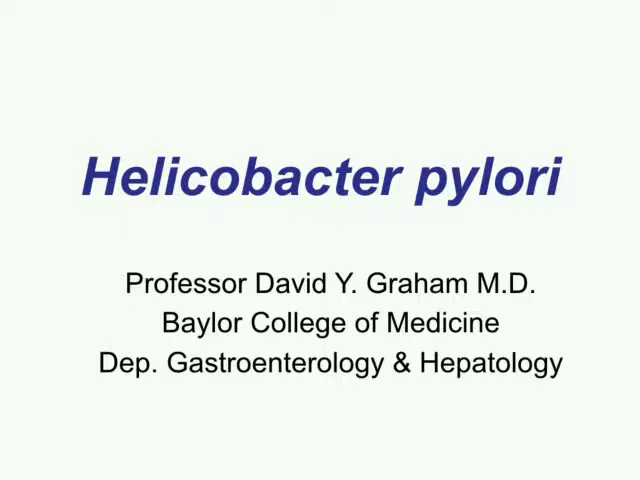 Helicobacter pylori
Professor David Y. Graham M.D.
Baylor College of Medicine
Dep. Gastroenterology & Hepatology